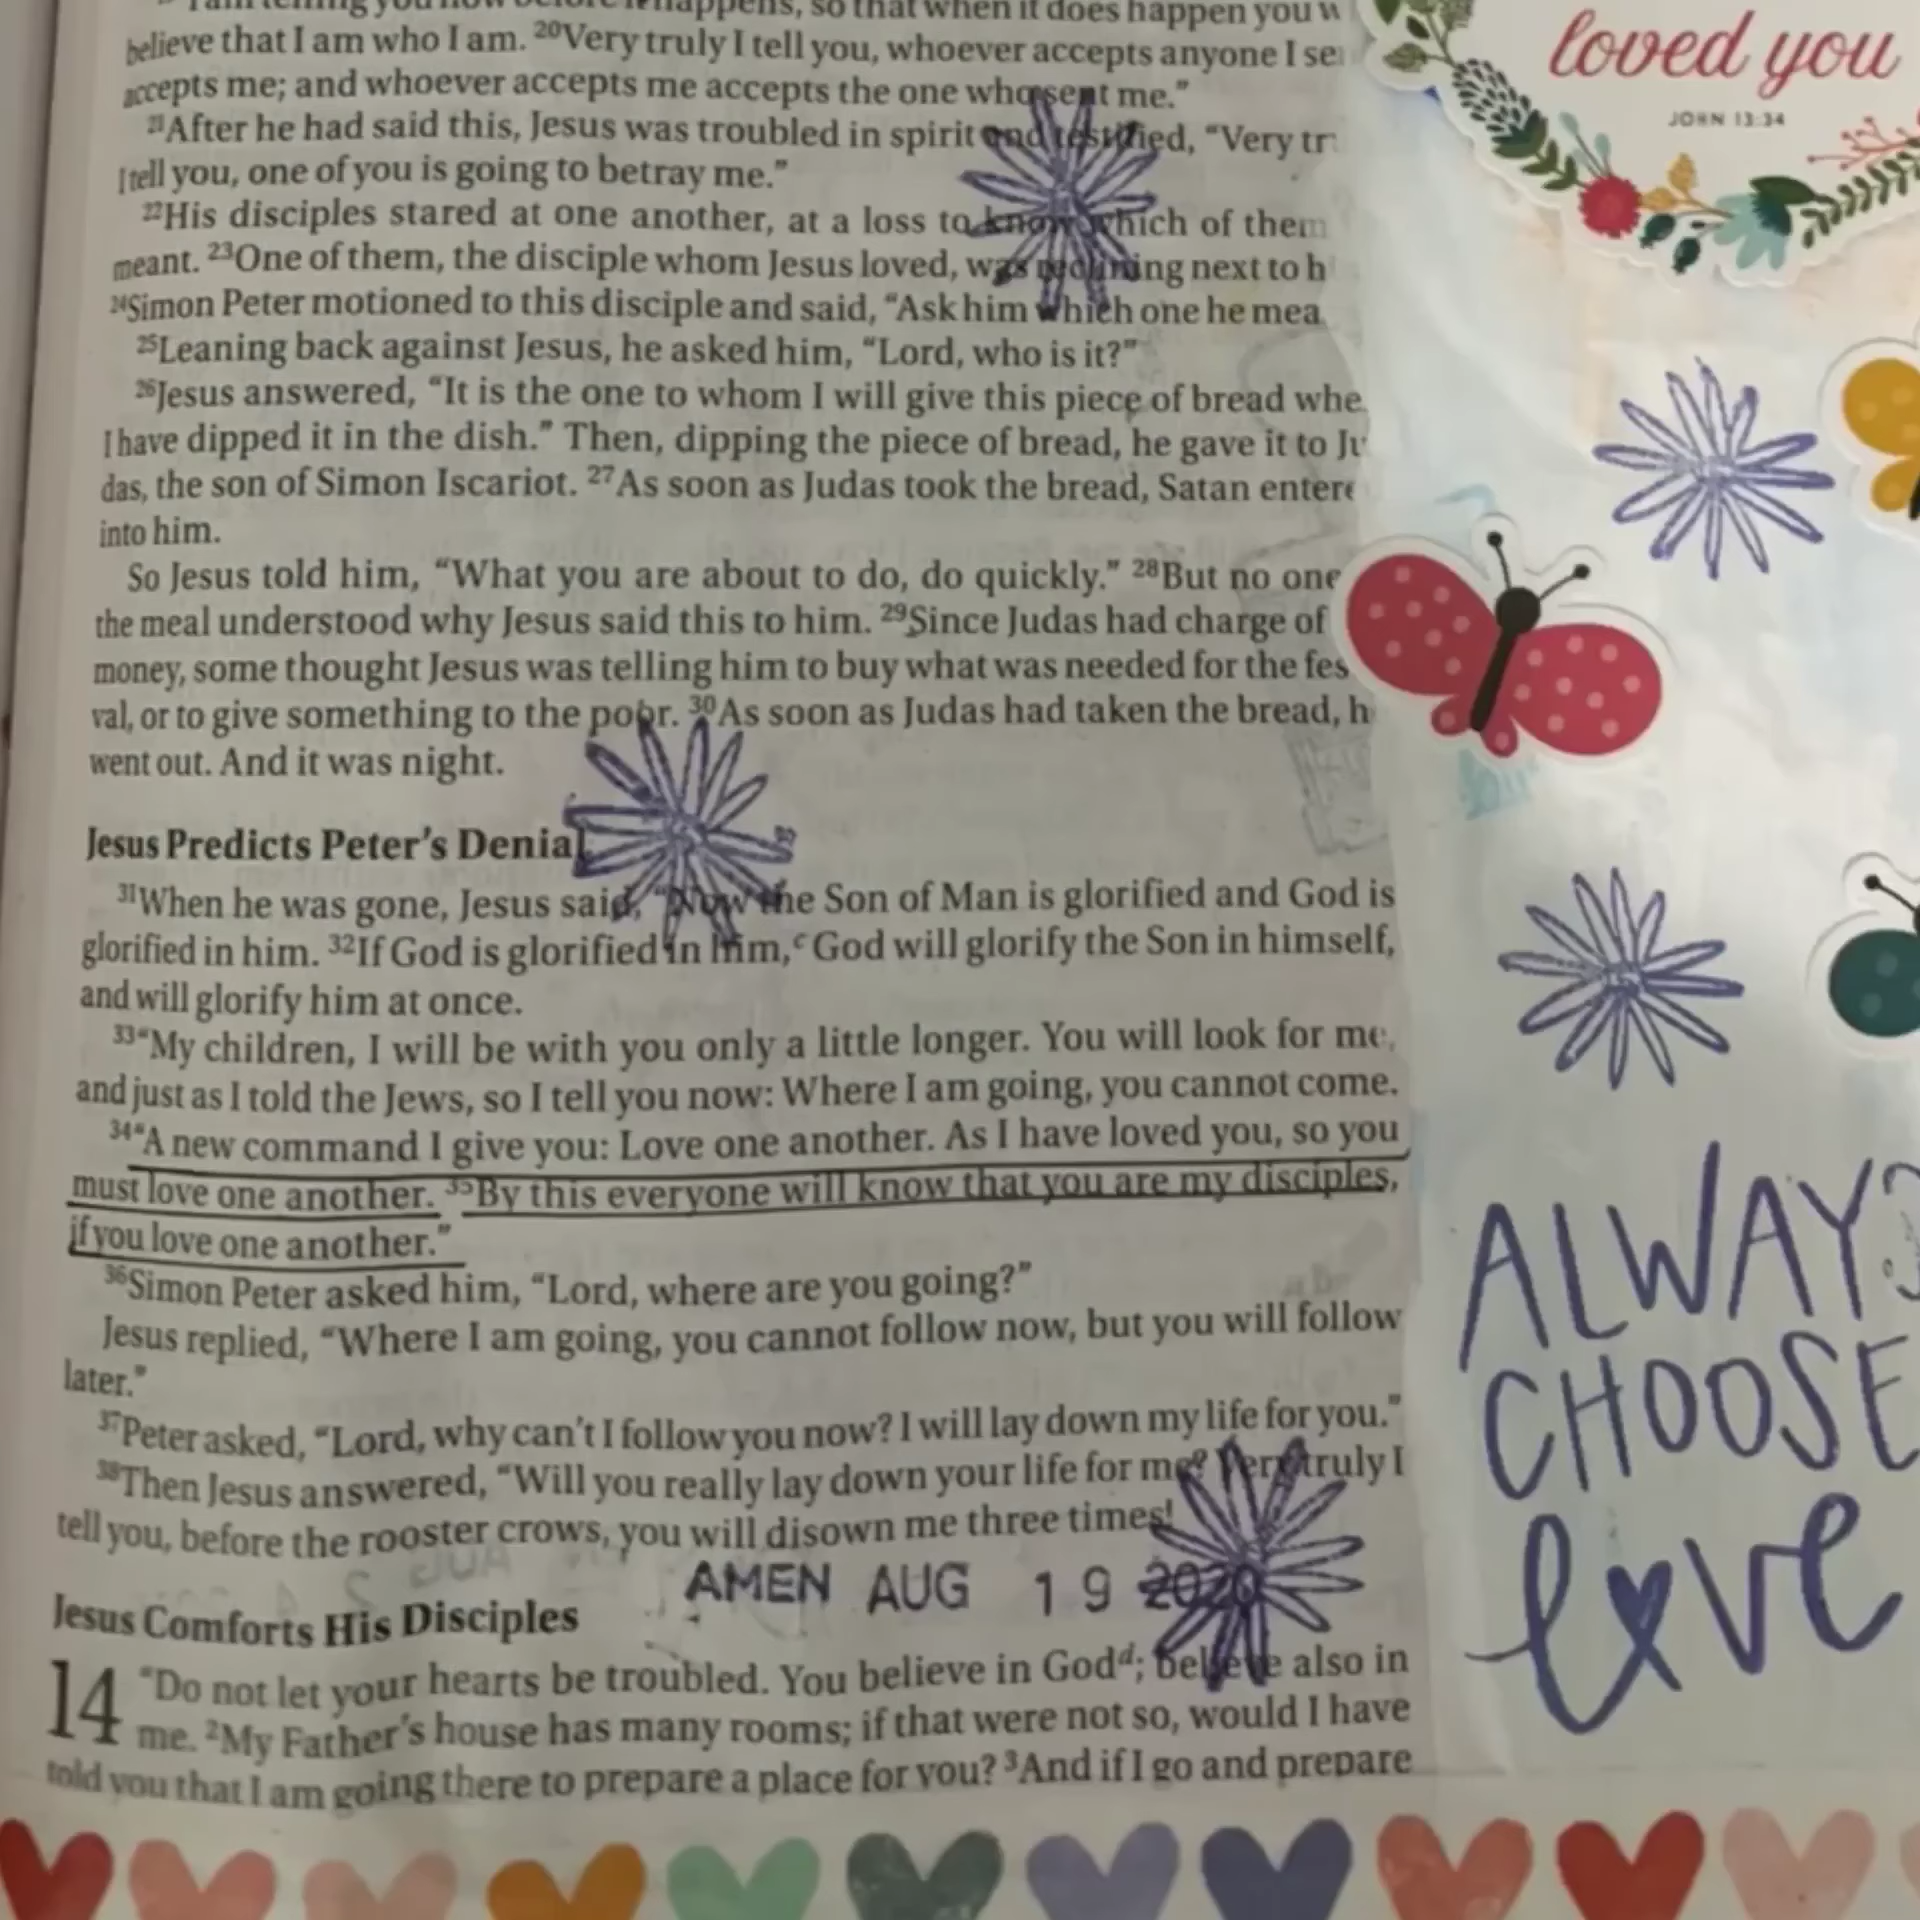 I am telling you now before it happens, so that when it does happen you
believe that I am who I am. 20Very truly I tell you, whoever accepts anyone I
accepts me; and whoever accepts me accepts the one who sent me.”
21After he had said this, Jesus was troubled in spirit and testified, “Very
I tell you, one of you is going to betray me.”
22His disciples stared at one another, at a loss to know which of them
meant. 23One of them, the disciple whom Jesus loved, was reclining next to
24Simon Peter motioned to this disciple and said, “Ask him which one he
25Leaning back against Jesus, he asked him, “Lord, who is it?”
26Jesus answered, “It is the one to whom I will give this piece of bread
I have dipped it in the dish.” Then, dipping the piece of bread, he gave it to Ju
das, the son of Simon Iscariot. 27As soon as Judas took the bread, Satan entere
into him.
So Jesus told him, “What you are about to do, do quickly.” 28But no one
the meal understood why Jesus said this to him. 29Since Judas had charge of
money, some thought Jesus was telling him to buy what was needed for the fes
val, or to give something to the poor. 30As soon as Judas had taken the bread, h
went out. And it was night.
Jesus Predicts Peter’s Denial
31When he was gone, Jesus said, “Now the Son of Man is glorified and God is
glorified in him. 32If God is glorified in him,c God will glorify the Son in himself,
and will glorify him at once.
33“My children, I will be with you only a little longer. You will look for me,
and just as I told the Jews, so I tell you now: Where I am going, you cannot come.
34“A new command I give you: Love one another. As I have loved you, so you
must love one another. 35By this everyone will know that you are my disciples,
if you love one another.”
36Simon Peter asked him, “Lord, where are you going?”
Jesus replied, “Where I am going, you cannot follow now, but you will follow
later.”
37Peter asked, “Lord, why can’t I follow you now? I will lay down my life for you.”
38Then Jesus answered, “Will you really lay down your life for me? Very truly I
tell you, before the rooster crows, you will disown me three times!
AMEN AUG 19 2020
Jesus Comforts His Disciples
14 “Do not let your hearts be troubled. You believe in Godd; believe also in
me. 2My Father’s house has many rooms; if that were not so, would I have
told you that I am going there to prepare a place for you? 3And if I go and prepare
loved you
JOHN 13:34
ALWAYS
CHOOSE
love